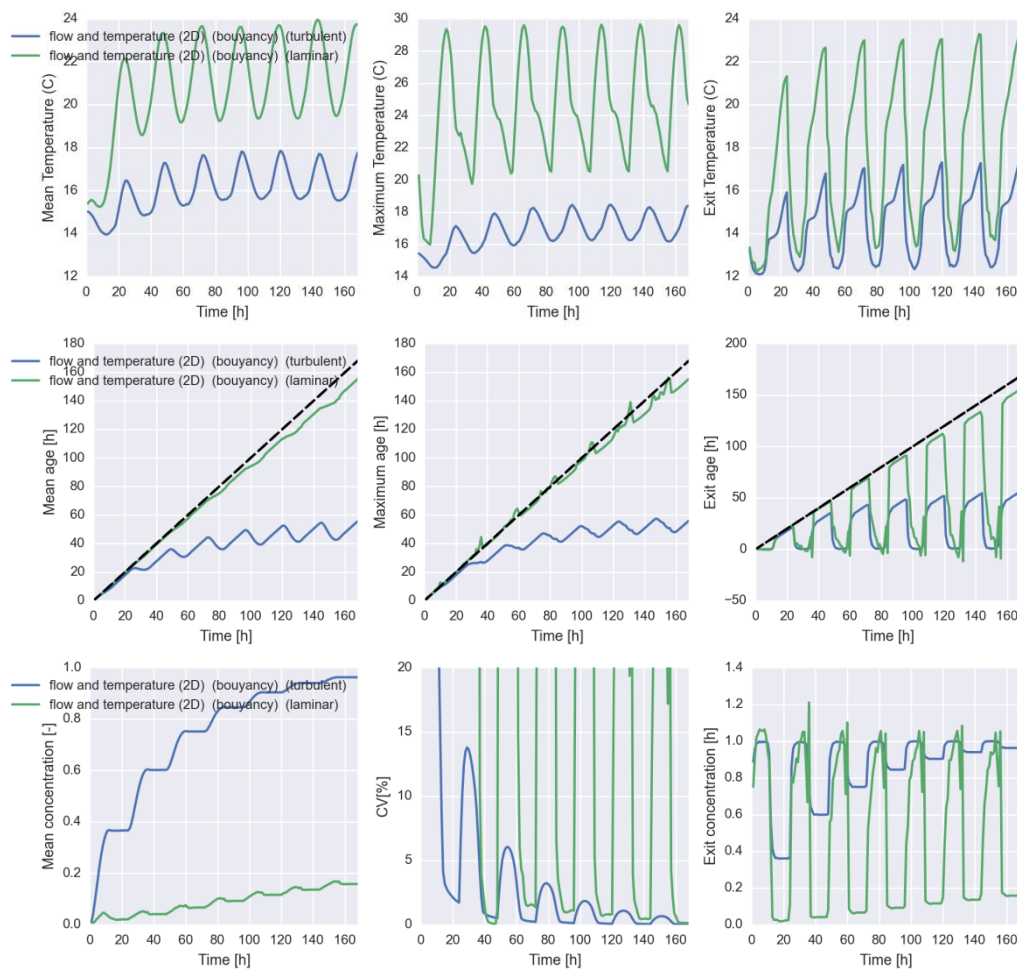 24
22
20
18
16
14
12
Mean Temperature (C)
flow and temperature (2D) (bouyancy) (turbulent)
flow and temperature (2D) (bouyancy) (laminar)
0 20 40 60 80 100 120 140 160
Time [h]
30
28
26
24
22
20
18
16
14
Maximum Temperature (C)
0 20 40 60 80 100 120 140 160
Time [h]
24
22
20
18
16
14
12
Exit Temperature (C)
0 20 40 60 80 100 120 140 160
Time [h]
180
160
140
120
100
80
60
40
20
0
Mean age [h]
flow and temperature (2D) (bouyancy) (turbulent)
flow and temperature (2D) (bouyancy) (laminar)
0 20 40 60 80 100 120 140 160
Time [h]
180
160
140
120
100
80
60
40
20
0
Maximum age [h]
0 20 40 60 80 100 120 140 160
Time [h]
200
150
100
50
0
−50
Exit age [h]
0 20 40 60 80 100 120 140 160
Time [h]
1.0
0.8
0.6
0.4
0.2
0.0
Mean concentration [-]
flow and temperature (2D) (bouyancy) (turbulent)
flow and temperature (2D) (bouyancy) (laminar)
0 20 40 60 80 100 120 140 160
Time [h]
20
15
10
5
0
CV[%]
0 20 40 60 80 100 120 140 160
Time [h]
1.4
1.2
1.0
0.8
0.6
0.4
0.2
0.0
Exit concentration [h]
0 20 40 60 80 100 120 140 160
Time [h]